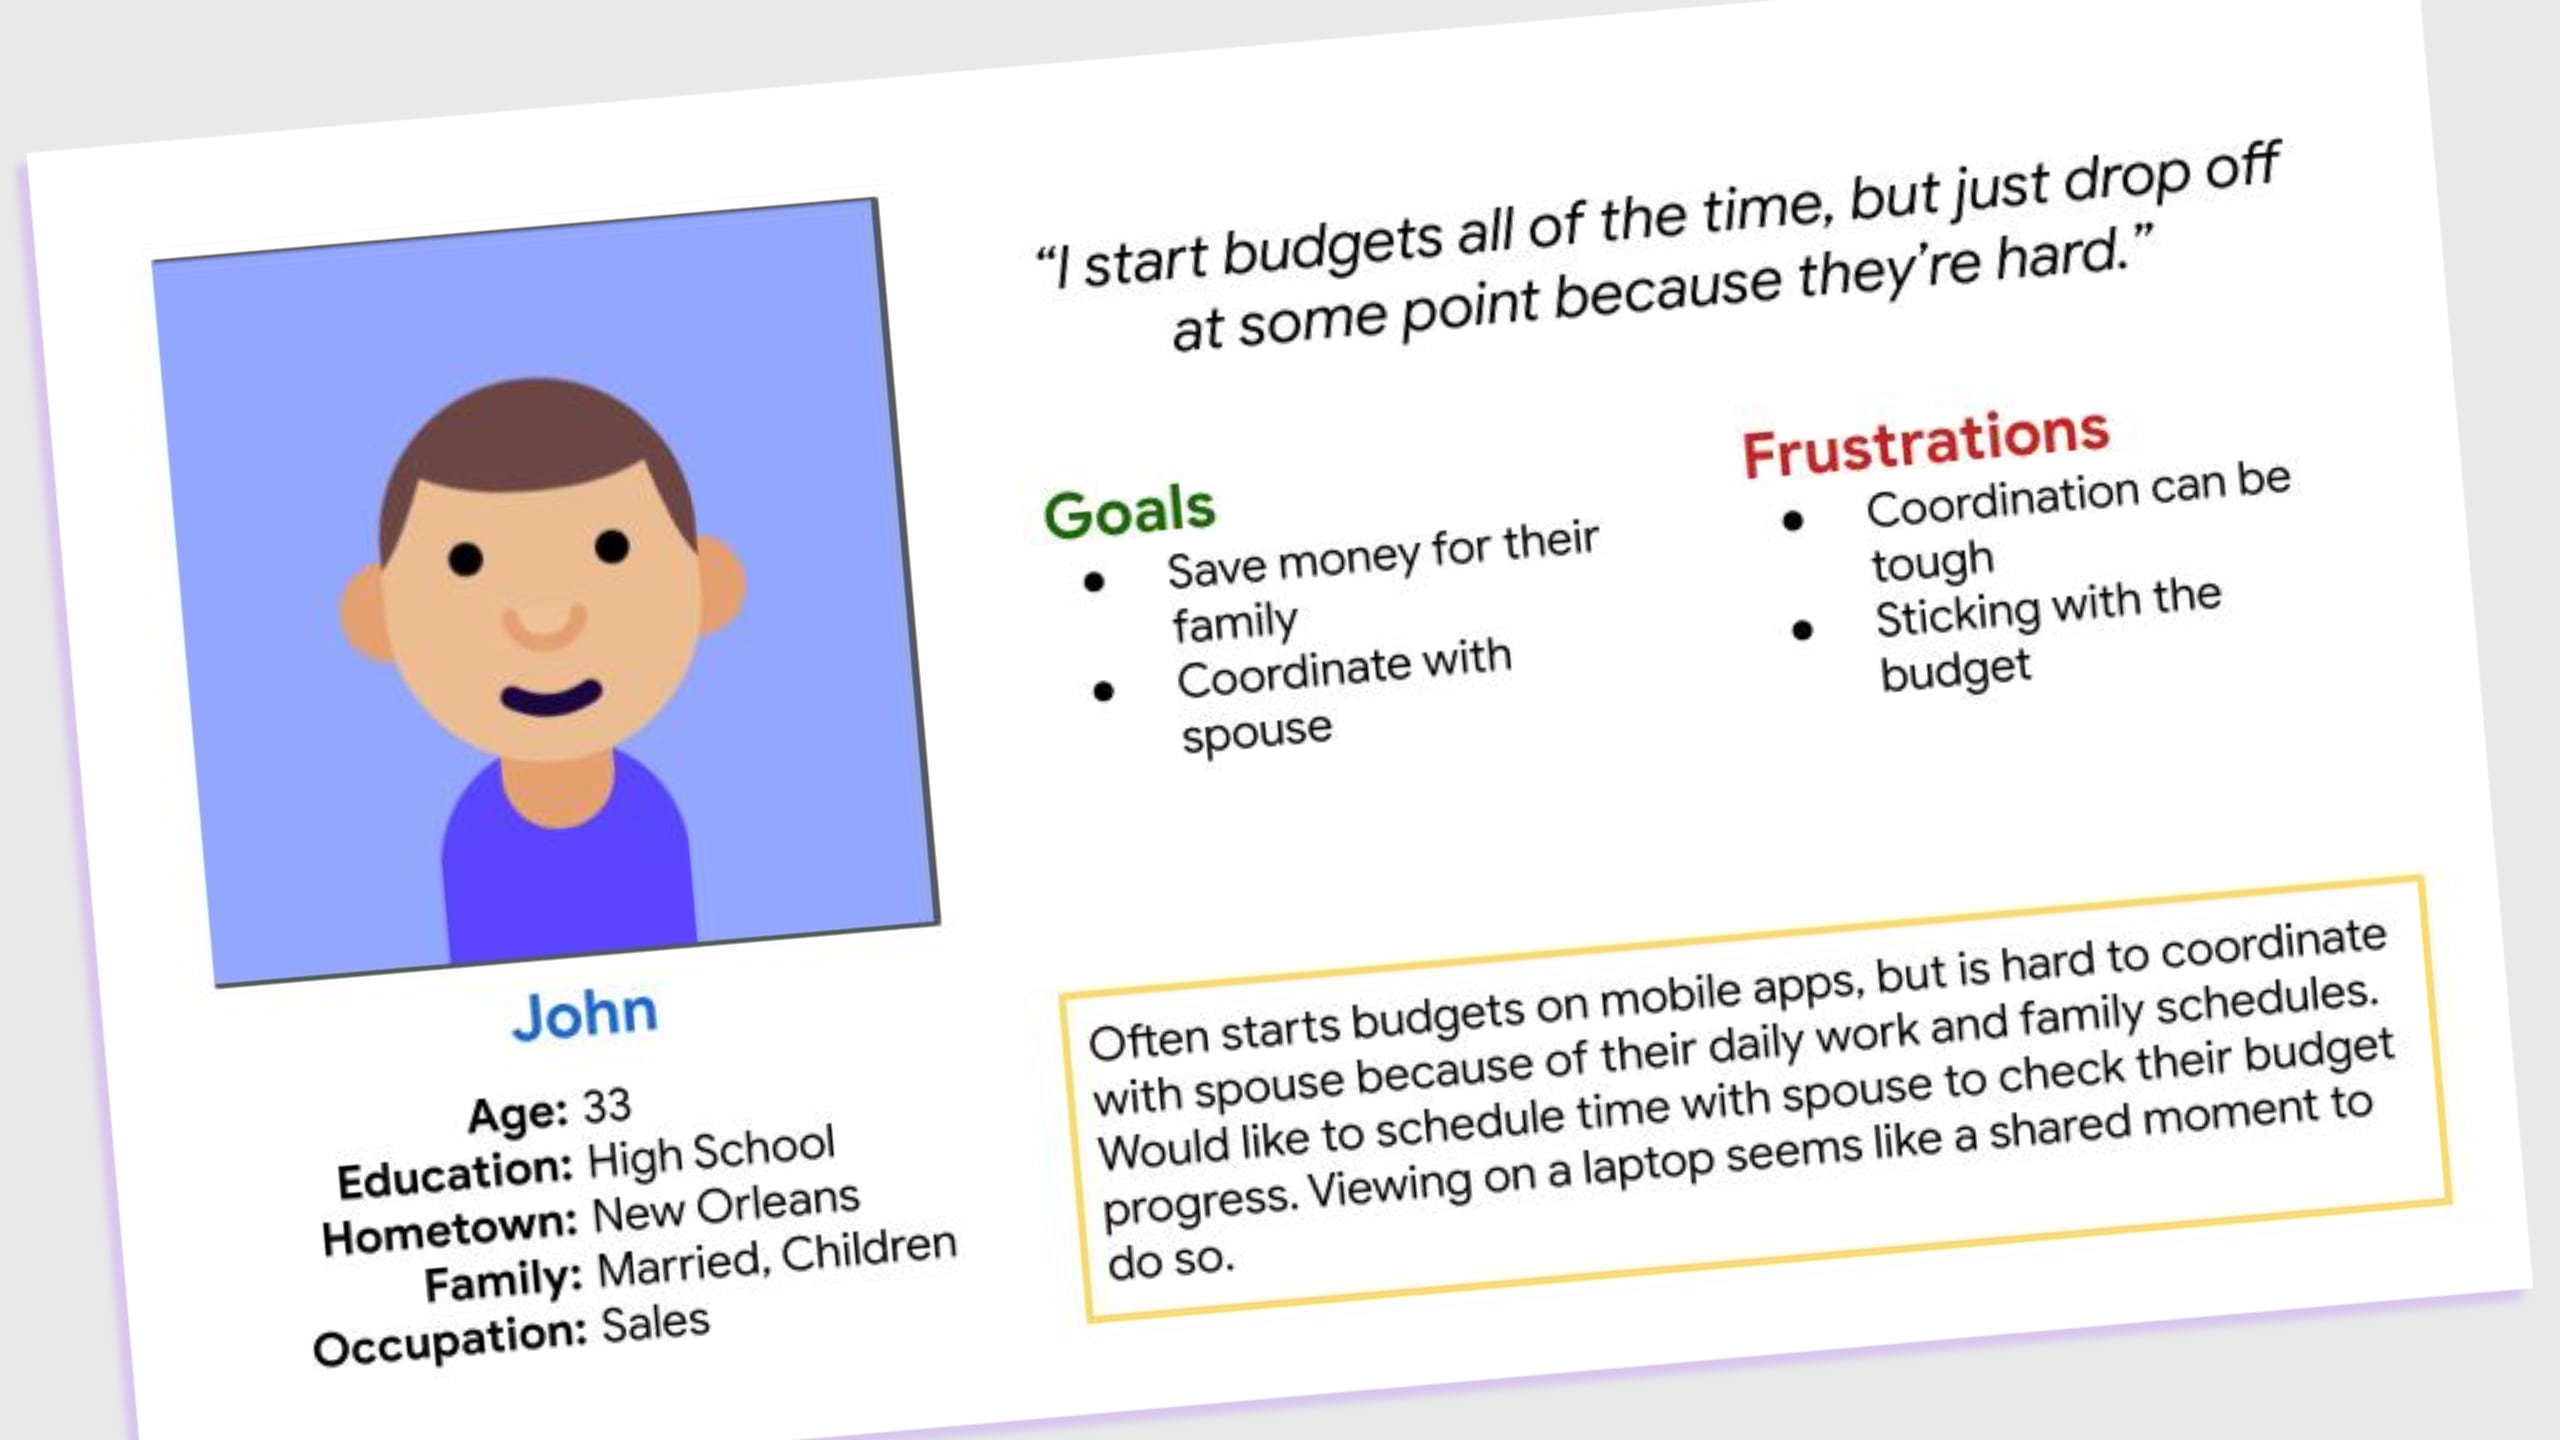 “I start budgets all of the time, but just drop off
at some point because they’re hard.”
Goals
● Save money for their
family
● Coordinate with
spouse
Frustrations
● Coordination can be
tough
● Sticking with the
budget
John
Age: 33
Education: High School
Hometown: New Orleans
Family: Married, Children
Occupation: Sales
Often starts budgets on mobile apps, but is hard to coordinate
with spouse because of their daily work and family schedules.
Would like to schedule time with spouse to check their budget
progress. Viewing on a laptop seems like a shared moment to
do so.